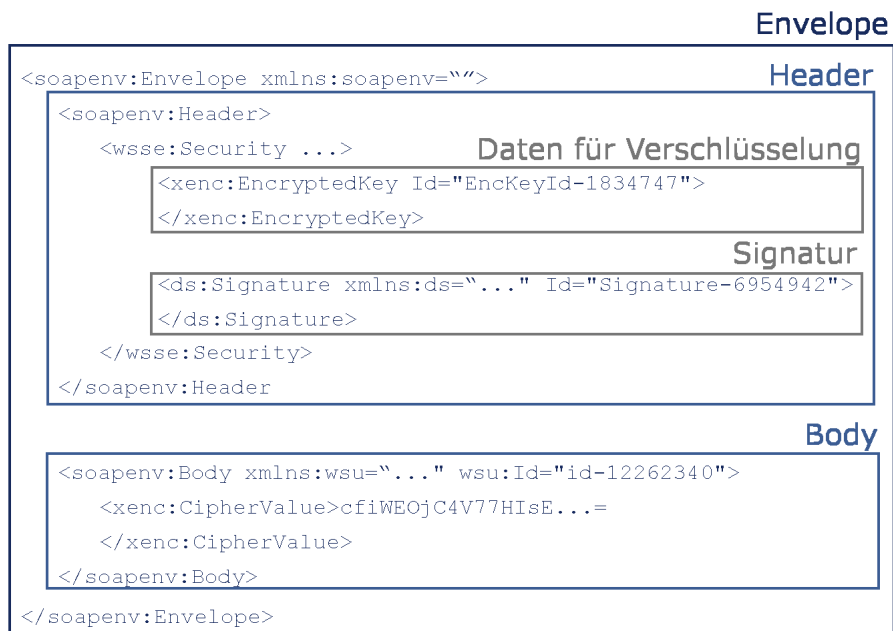 Envelope
<soapenv:Envelope xmlns:soapenv=“”>
Header
<soapenv:Header>
<wsse:Security ...>
Daten für Verschlüsselung
<xenc:EncryptedKey Id="EncKeyId-1834747">
</xenc:EncryptedKey>
Signatur
<ds:Signature xmlns:ds=“..." Id="Signature-6954942">
</ds:Signature>
</wsse:Security>
</soapenv:Header
Body
<soapenv:Body xmlns:wsu=“..." wsu:Id="id-12262340">
<xenc:CipherValue>cfiWEOjC4V77HIsE...=
</xenc:CipherValue>
</soapenv:Body>
</soapenv:Envelope>